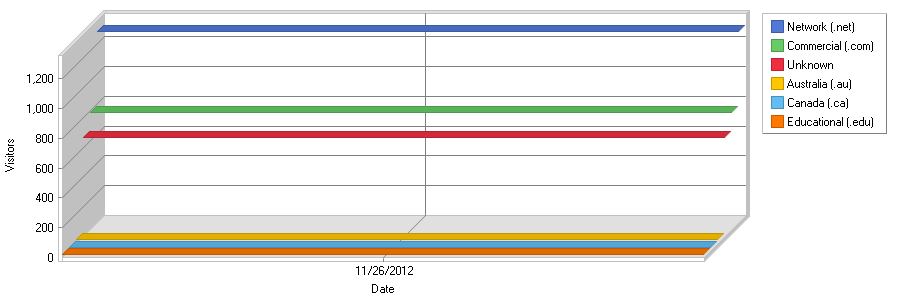 Network (.net)
Commercial (.com)
Unknown
Australia (.au)
Canada (.ca)
Educational (.edu)
1,200
1,000
800
600
400
200
0
Visitors
11/26/2012
Date